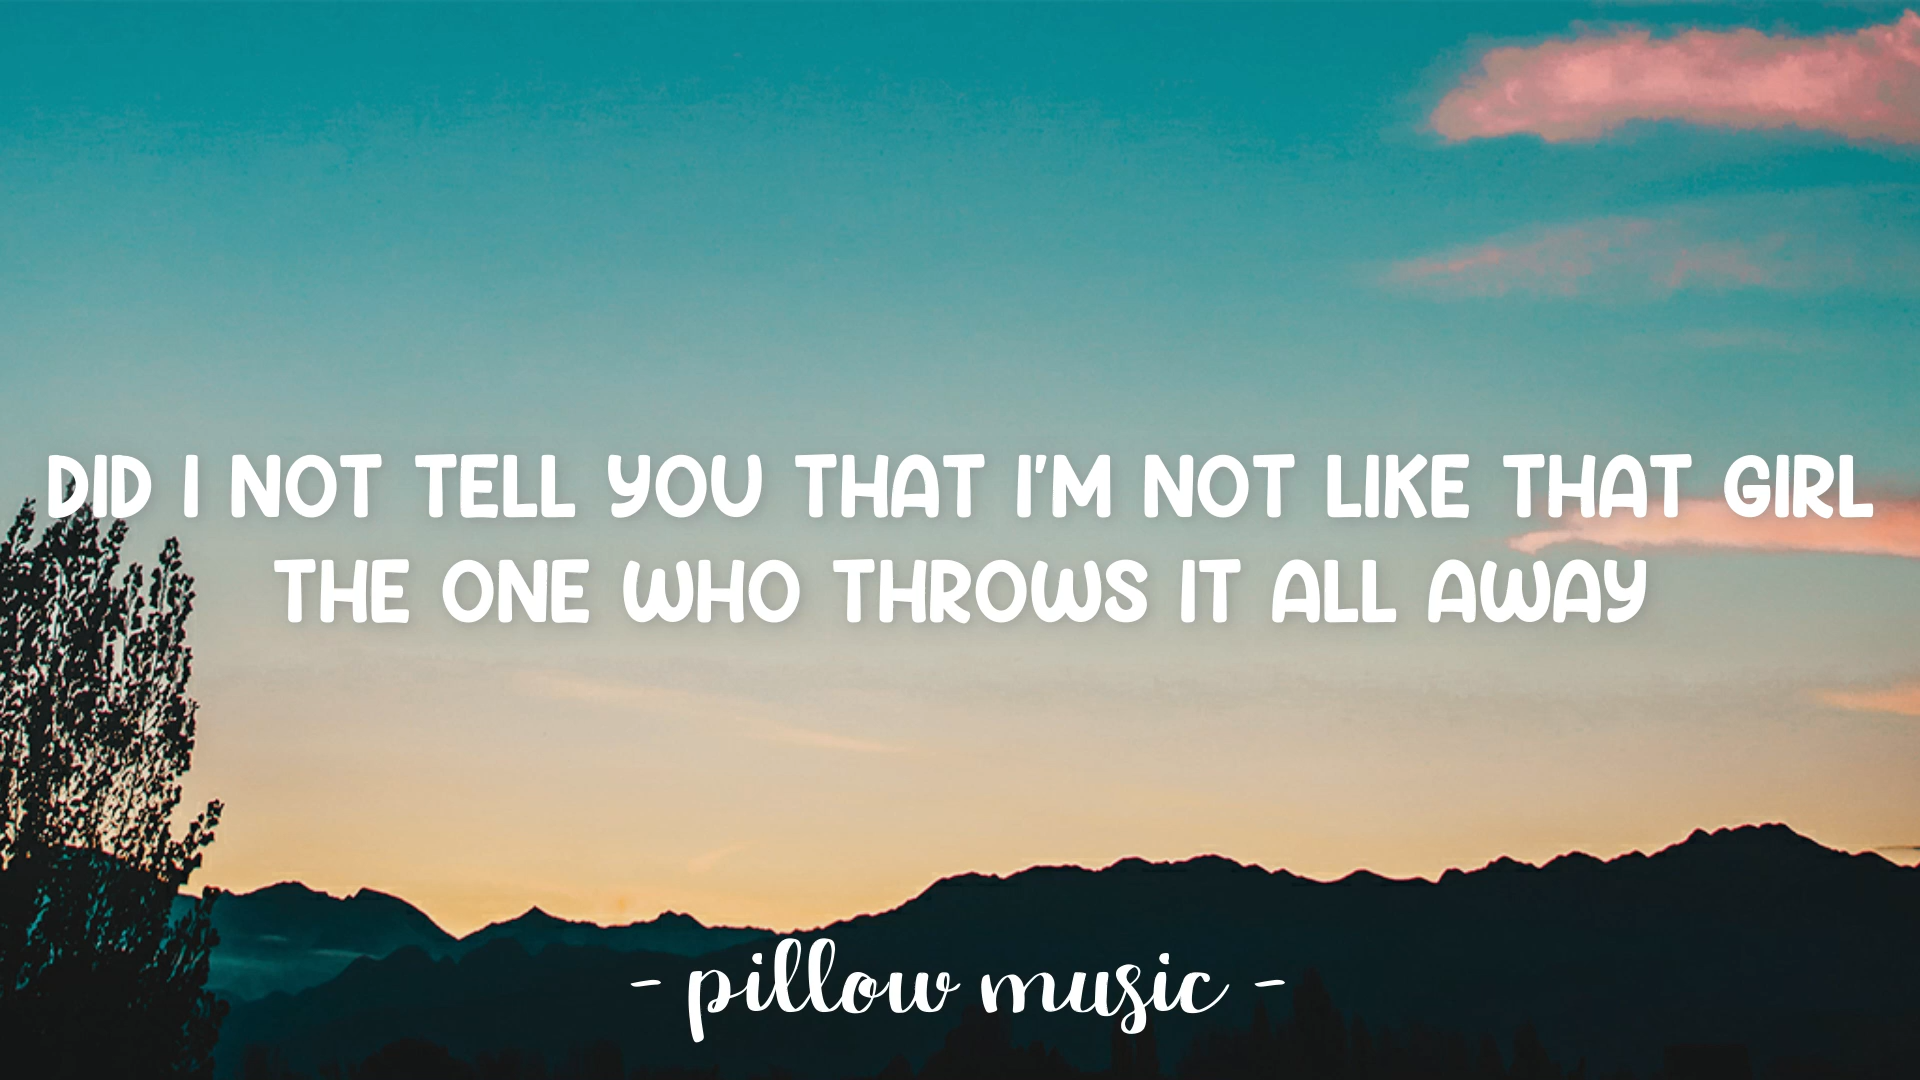 DID I NOT TELL YOU THAT I'M NOT LIKE THAT GIRL
THE ONE WHO THROWS IT ALL AWAY
- pillow music -